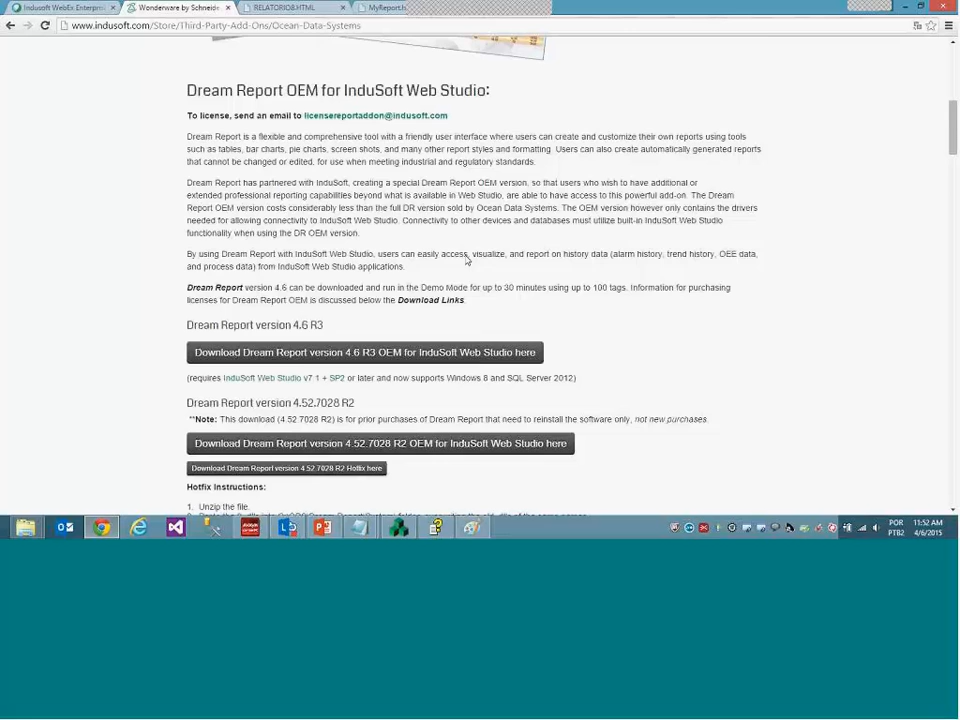 Indusoft WebEx Enterpris
Wonderware by Schneide
RELATORIO8.HTML
MyReport.h
www.indusoft.com/Store/Third-Party-Add-Ons/Ocean-Data-Systems
Dream Report OEM for InduSoft Web Studio:
To license, send an email to licensereportaddon@indusoft.com
Dream Report is a flexible and comprehensive tool with a friendly user interface where users can create and customize their own reports using tools
such as tables, bar charts, pie charts, screen shots, and many other report styles and formatting. Users can also create automatically generated reports
that cannot be changed or edited, for use when meeting industrial and regulatory standards.
Dream Report has partnered with InduSoft, creating a special Dream Report OEM version, so that users who wish to have additional or
extended professional reporting capabilities beyond what is available in Web Studio, are able to have access to this powerful add-on. The Dream
Report OEM version costs considerably less than the full DR version sold by Ocean Data Systems. The OEM version however only contains the drivers
needed for allowing connectivity to InduSoft Web Studio. Connectivity to other devices and databases must utilize built-in InduSoft Web Studio
functionality when using the DR OEM version.
By using Dream Report with InduSoft Web Studio, users can easily access, visualize, and report on history data (alarm history, trend history, OEE data,
and process data) from InduSoft Web Studio applications.
Dream Report version 4.6 can be downloaded and run in the Demo Mode for up to 30 minutes using up to 100 tags. Information for purchasing
licenses for Dream Report OEM is discussed below the Download Links.
Dream Report version 4.6 R3
Download Dream Report version 4.6 R3 OEM for InduSoft Web Studio here
(requires InduSoft Web Studio v7.1 + SP2 or later and now supports Windows 8 and SQL Server 2012)
Dream Report version 4.52.7028 R2
**Note: This download (4.52.7028 R2) is for prior purchases of Dream Report that need to reinstall the software only, not new purchases.
Download Dream Report version 4.52.7028 R2 OEM for InduSoft Web Studio here
Download Dream Report version 4.52.7028 R2 Hotfix here
Hotfix Instructions:
1. Unzip the file.
POR 11:52 AM
PTB2 4/6/2015